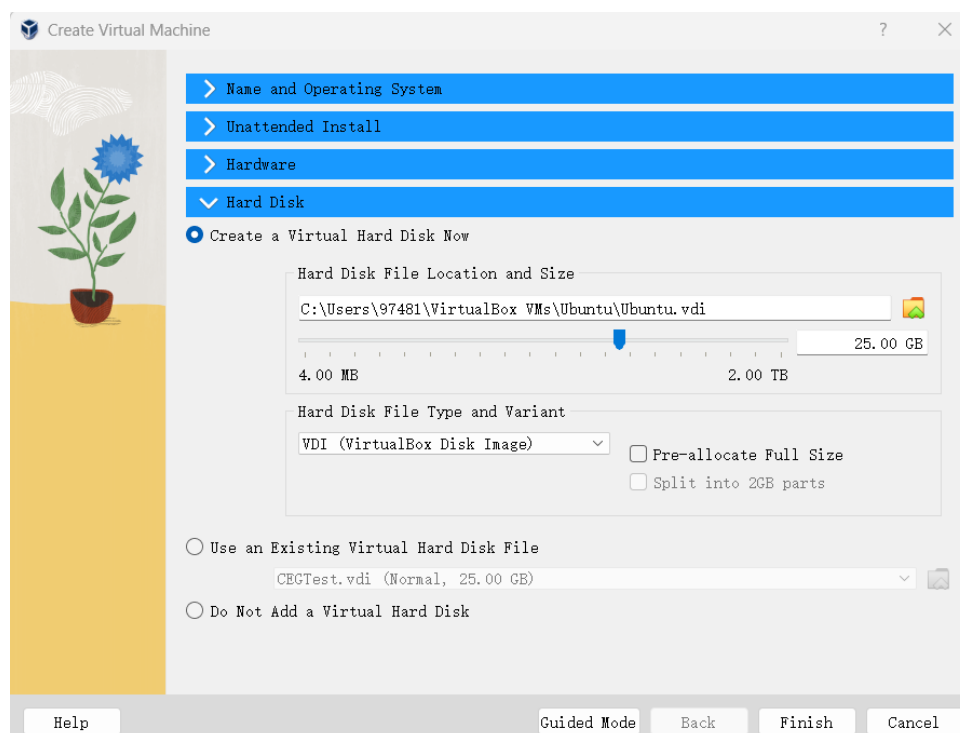 Create Virtual Machine
?
Name and Operating System
Unattended Install
Hardware
Hard Disk
Create a Virtual Hard Disk Now
Hard Disk File Location and Size
C:\Users\97481\VirtualBox VMs\Ubuntu\Ubuntu.vdi
25.00 GB
4.00 MB 2.00 TB
Hard Disk File Type and Variant
VDI (VirtualBox Disk Image)
Pre-allocate Full Size
Split into 2GB parts
Use an Existing Virtual Hard Disk File
CEGTest.vdi (Normal, 25.00 GB)
Do Not Add a Virtual Hard Disk
Help Guided Mode Back Finish Cancel